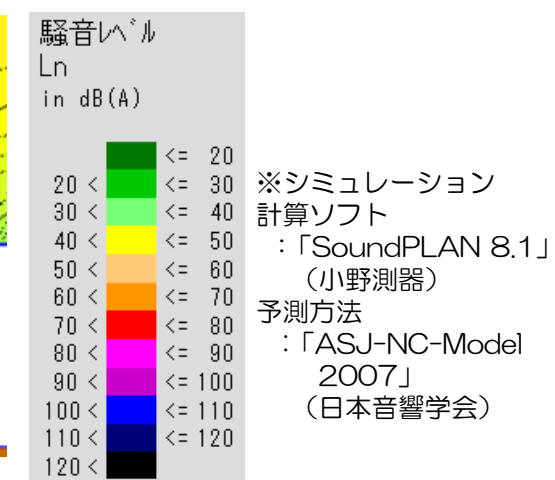 騒音レベル
Ln
in dB(A)
<= 20
20 < <= 30
30 < <= 40
40 < <= 50
50 < <= 60
60 < <= 70
70 < <= 80
80 < <= 90
90 < <= 100
100 < <= 110
110 < <= 120
120 <
※シミュレーション
計算ソフト
：「SoundPLAN 8.1」
（小野測器）
予測方法
：「ASJ-NC-Model
2007」
（日本音響学会）